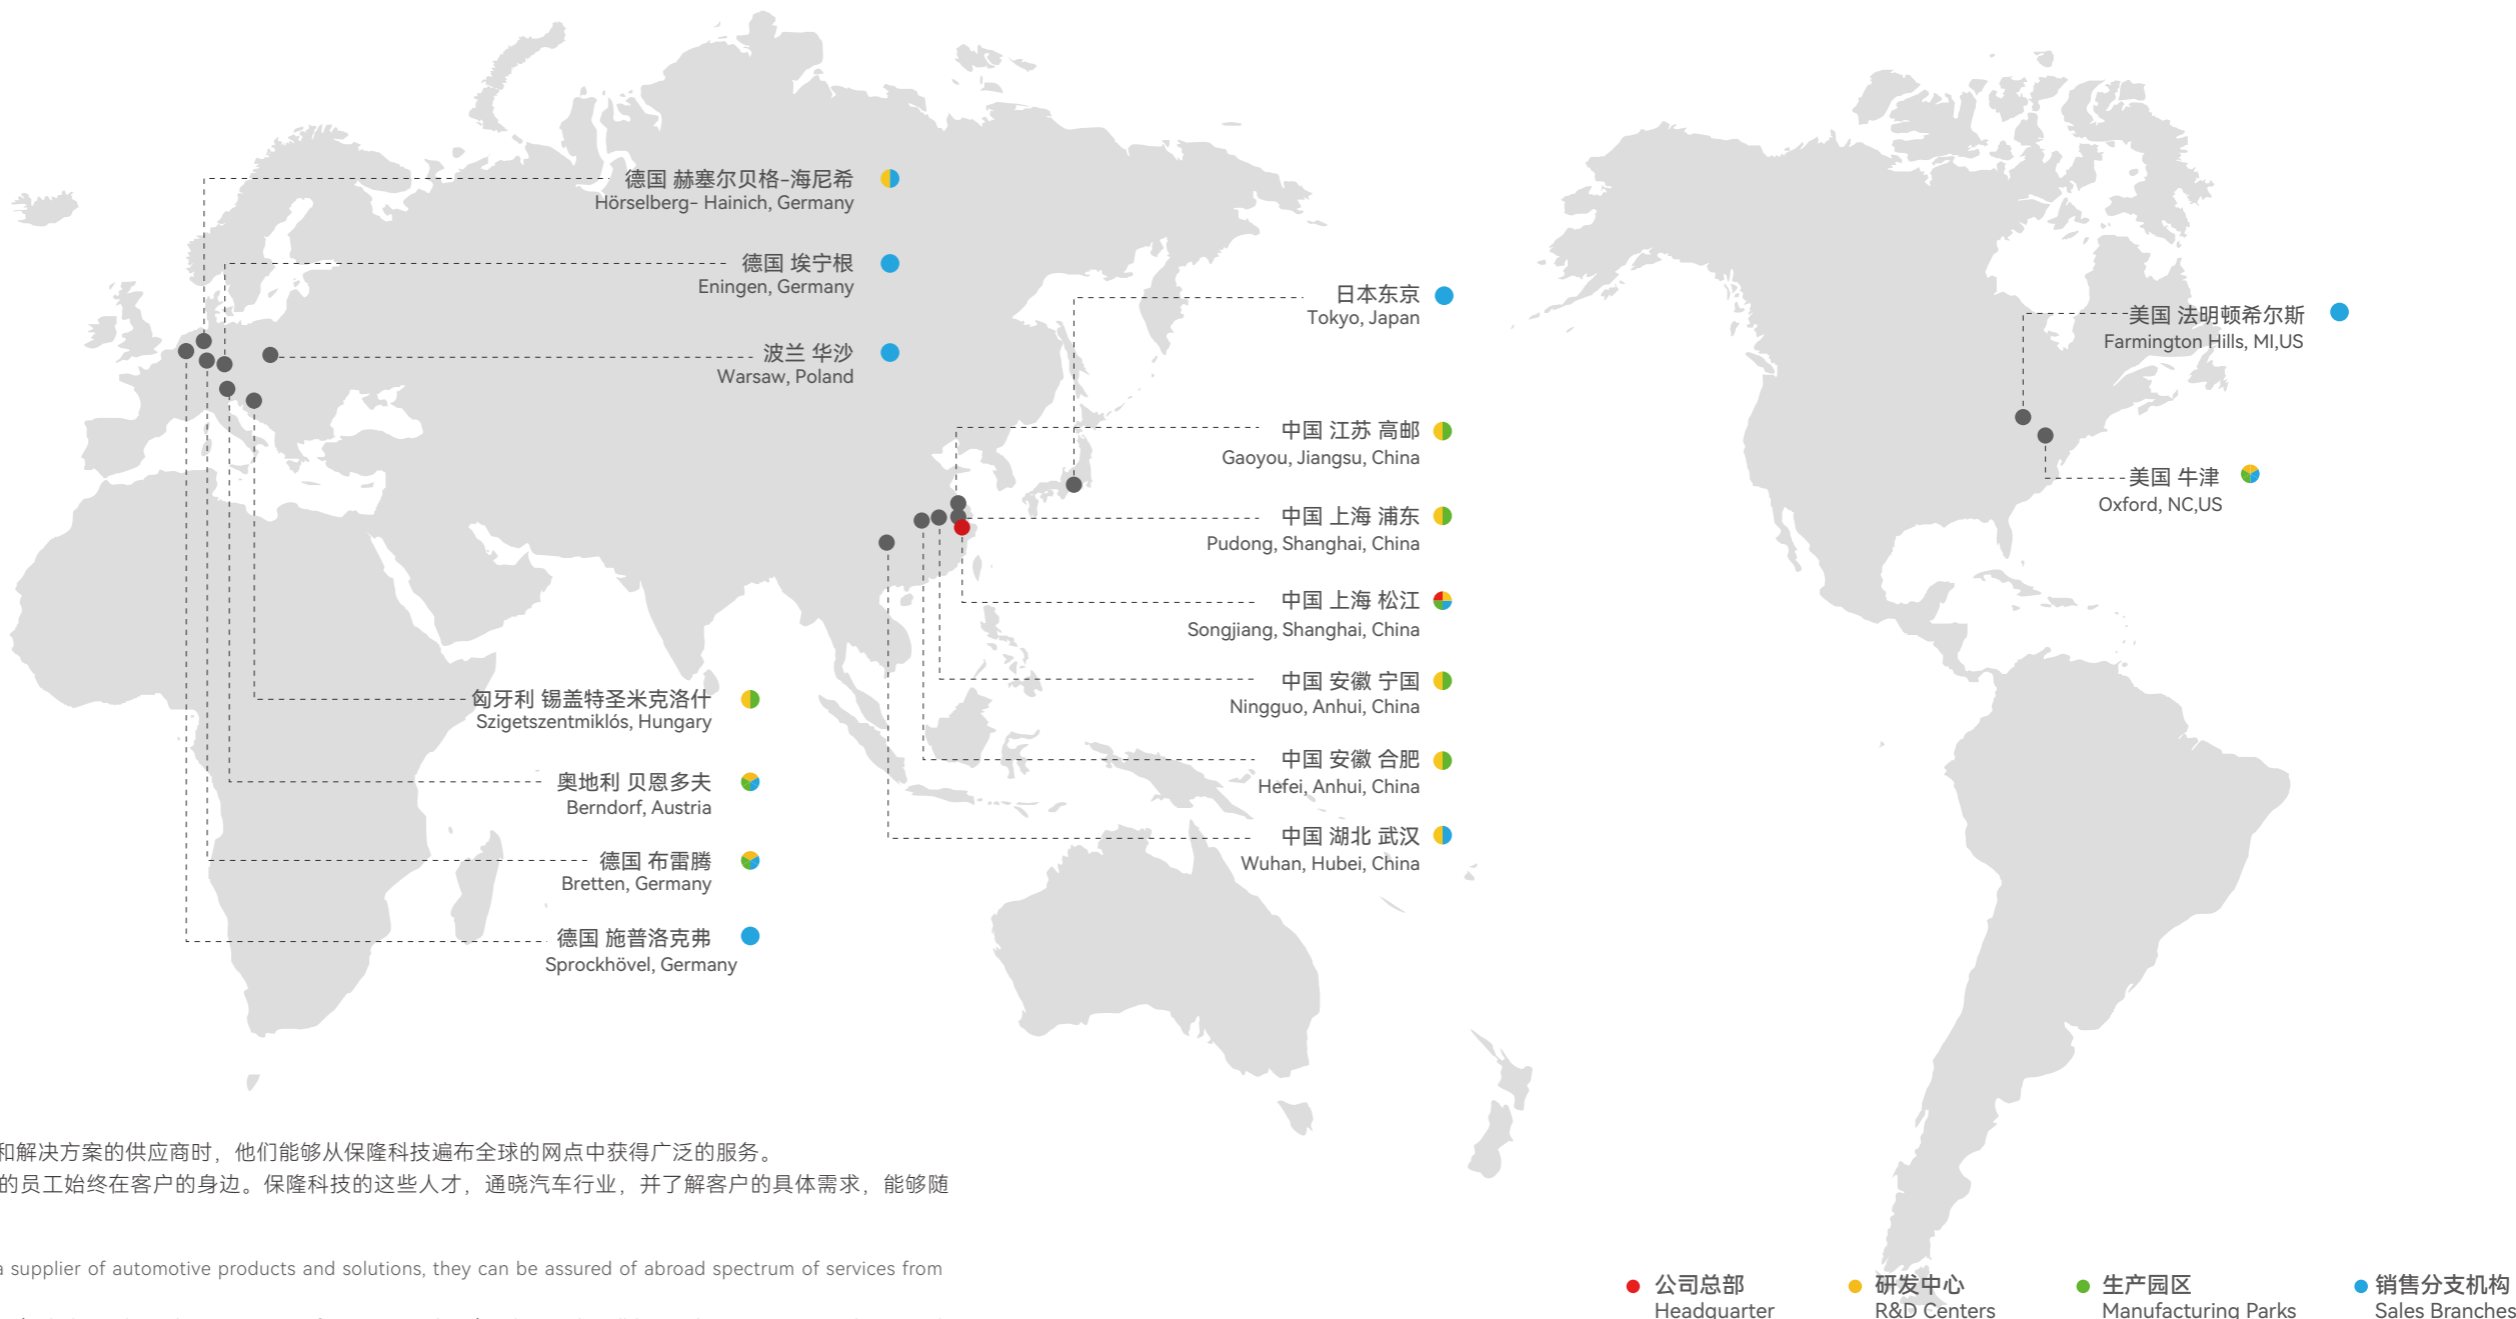 德国 赫塞尔贝格-海尼希
Hörselberg- Hainich, Germany
德国 埃宁根
Eningen, Germany
波兰 华沙
Warsaw, Poland
匈牙利 锡盖特圣米克洛什
Szigetszentmiklós, Hungary
奥地利 贝恩多夫
Berndorf, Austria
德国 布雷腾
Bretten, Germany
德国 施普洛克弗
Sprockhövel, Germany
日本东京
Tokyo, Japan
中国 江苏 高邮
Gaoyou, Jiangsu, China
中国 上海 浦东
Pudong, Shanghai, China
中国 上海 松江
Songjiang, Shanghai, China
中国 安徽 宁国
Ningguo, Anhui, China
中国 安徽 合肥
Hefei, Anhui, China
中国 湖北 武汉
Wuhan, Hubei, China
美国 法明顿希尔斯
Farmington Hills, MI,US
美国 牛津
Oxford, NC,US
和解决方案的供应商时，他们能够从保隆科技遍布全球的网点中获得广泛的服务。
的员工始终在客户的身边。保隆科技的这些人才，通晓汽车行业，并了解客户的具体需求，能够随
a supplier of automotive products and solutions, they can be assured of abroad spectrum of services from
公司总部
Headquarter
研发中心
R&D Centers
生产园区
Manufacturing Parks
销售分支机构
Sales Branches